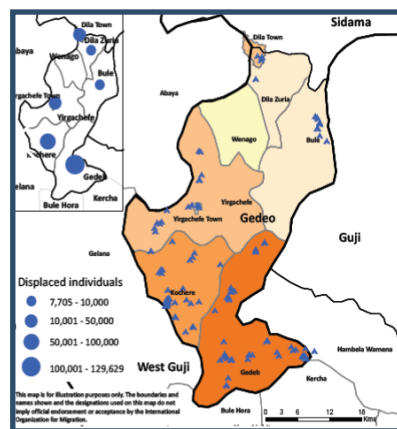 Sidama
Dila Town
Dila Zuria
Abaya
Wenago
Bule
Yirgachefe Town
Yirgachefe
Kochere
Gedeb
Gelana
Kercha
Bule Hora
Dila Town
Abaya
Dila Zuria
Bule
Wenago
Yirgachefe
Yirgachefe Town
Gedeo
Guji
Gelana
Kochere
Displaced individuals
7,705 - 10,000
10,001 - 50,000
50,001 - 100,000
100,001 - 129,629
West Guji
Hambela Wamena
Gedeb
Kercha
Bule Hora
This map is for illustration purposes only. The boundaries and
names shown and the designations used on this map do not
imply official endorsement or acceptance by the International
Organization for Migration.
0 3 6 12 18
Kms